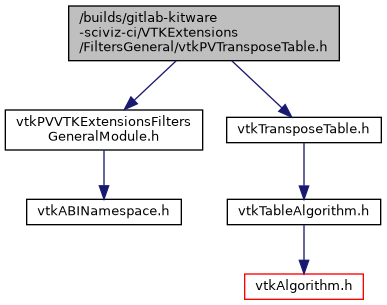 /builds/gitlab-kitware
-sciviz-ci/VTKExtensions
/FiltersGeneral/vtkPVTransposeTable.h
vtkPVVTKExtensionsFilters
GeneralModule.h
vtkTransposeTable.h
vtkABINamespace.h
vtkTableAlgorithm.h
vtkAlgorithm.h